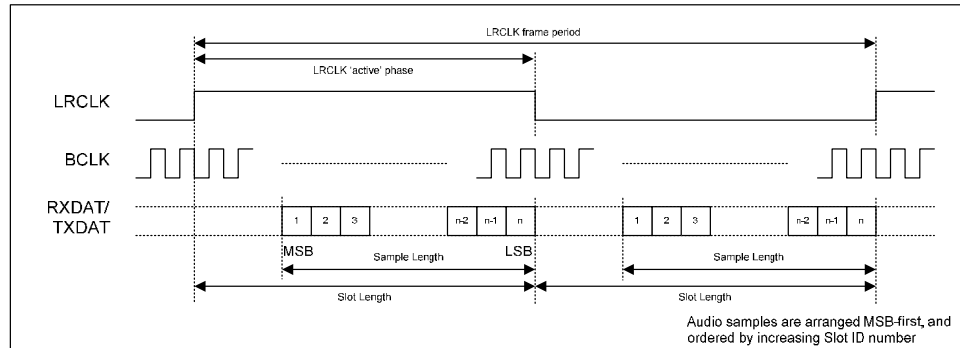 LRCLK frame period
LRCLK 'active' phase
LRCLK
BCLK
RXDAT/
TXDAT
1 2 3 n-2 n-1 n 1 2 3 n-2 n-1 n
MSB LSB
Sample Length Sample Length
Slot Length Slot Length
Audio samples are arranged MSB-first, and
ordered by increasing Slot ID number